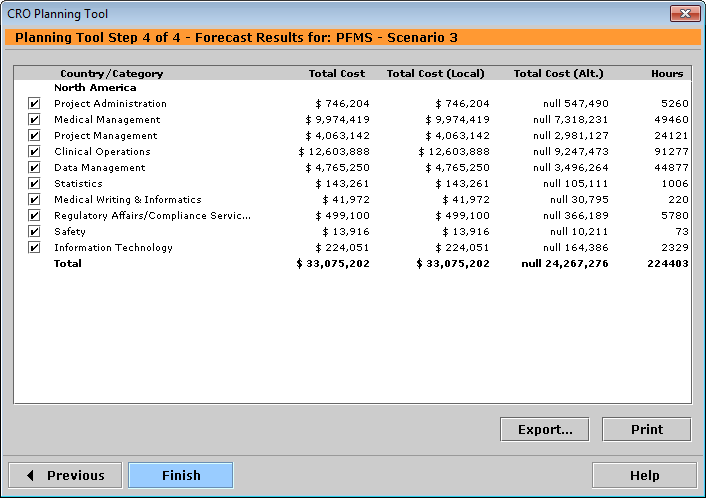 CRO Planning Tool
Planning Tool Step 4 of 4 - Forecast Results for: PFMS - Scenario 3
Country/Category Total Cost Total Cost (Local) Total Cost (Alt.) Hours
North America
Project Administration $ 746,204 $ 746,204 null 547,490 5260
Medical Management $ 9,974,419 $ 9,974,419 null 7,318,231 49460
Project Management $ 4,063,142 $ 4,063,142 null 2,981,127 24121
Clinical Operations $ 12,603,888 $ 12,603,888 null 9,247,473 91277
Data Management $ 4,765,250 $ 4,765,250 null 3,496,264 44877
Statistics $ 143,261 $ 143,261 null 105,111 1006
Medical Writing & Informatics $ 41,972 $ 41,972 null 30,795 220
Regulatory Affairs/Compliance Servic... $ 499,100 $ 499,100 null 366,189 5780
Safety $ 13,916 $ 13,916 null 10,211 73
Information Technology $ 224,051 $ 224,051 null 164,386 2329
Total $ 33,075,202 $ 33,075,202 null 24,267,276 224403
Export... Print
Previous Finish Help